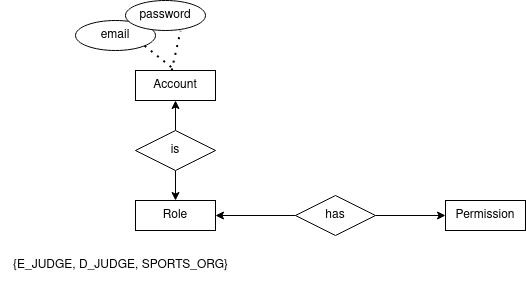 password
email
Account
is
Role
has
Permission
{E_JUDGE, D_JUDGE, SPORTS_ORG}